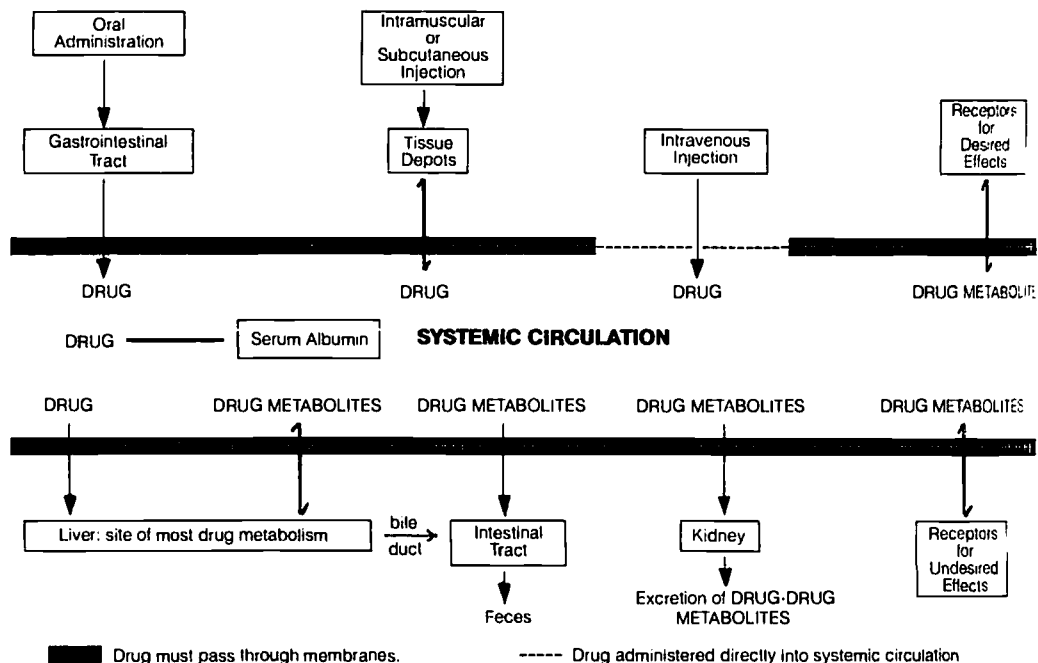 Oral
Administration
Intramuscular
or
Subcutaneous
Injection
Gastrointestinal
Tract
Tissue
Depots
Intravenous
Injection
Receptors
for
Desired
Effects
DRUG
DRUG
DRUG
DRUG METABOLITE
DRUG
Serum Albumin
SYSTEMIC CIRCULATION
DRUG
DRUG METABOLITES
DRUG METABOLITES
DRUG METABOLITES
DRUG METABOLITES
Liver: site of most drug metabolism
bile
duct
Intestinal
Tract
Kidney
Receptors
for
Undesired
Effects
Feces
Excretion of DRUG-DRUG
METABOLITES
Drug must pass through membranes.
Drug administered directly into systemic circulation